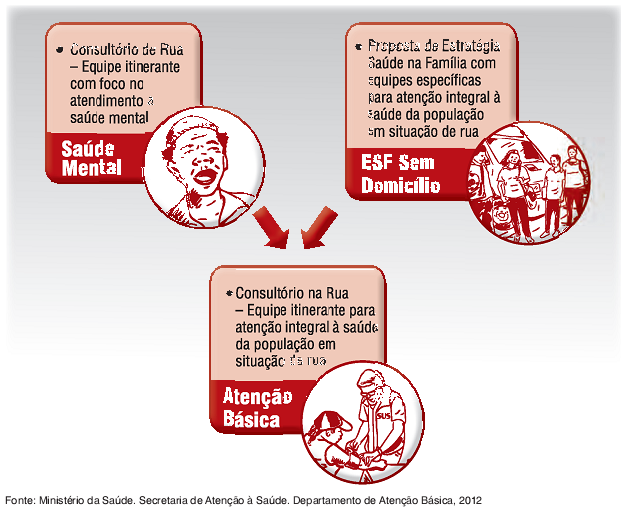 • Consultório de Rua
– Equipe itinerante
com foco no
atendimento à
saúde mental
Saúde
Mental
• Proposta de Estratégia
Saúde na Família com
equipes específicas
para atenção integral à
saúde da população
em situação de rua
ESF Sem
Domicílio
• Consultório na Rua
– Equipe itinerante para
atenção integral à saúde
da população em
situação de rua
Atenção
Básica
SUS
Fonte: Ministério da Saúde. Secretaria de Atenção à Saúde. Departamento de Atenção Básica, 2012